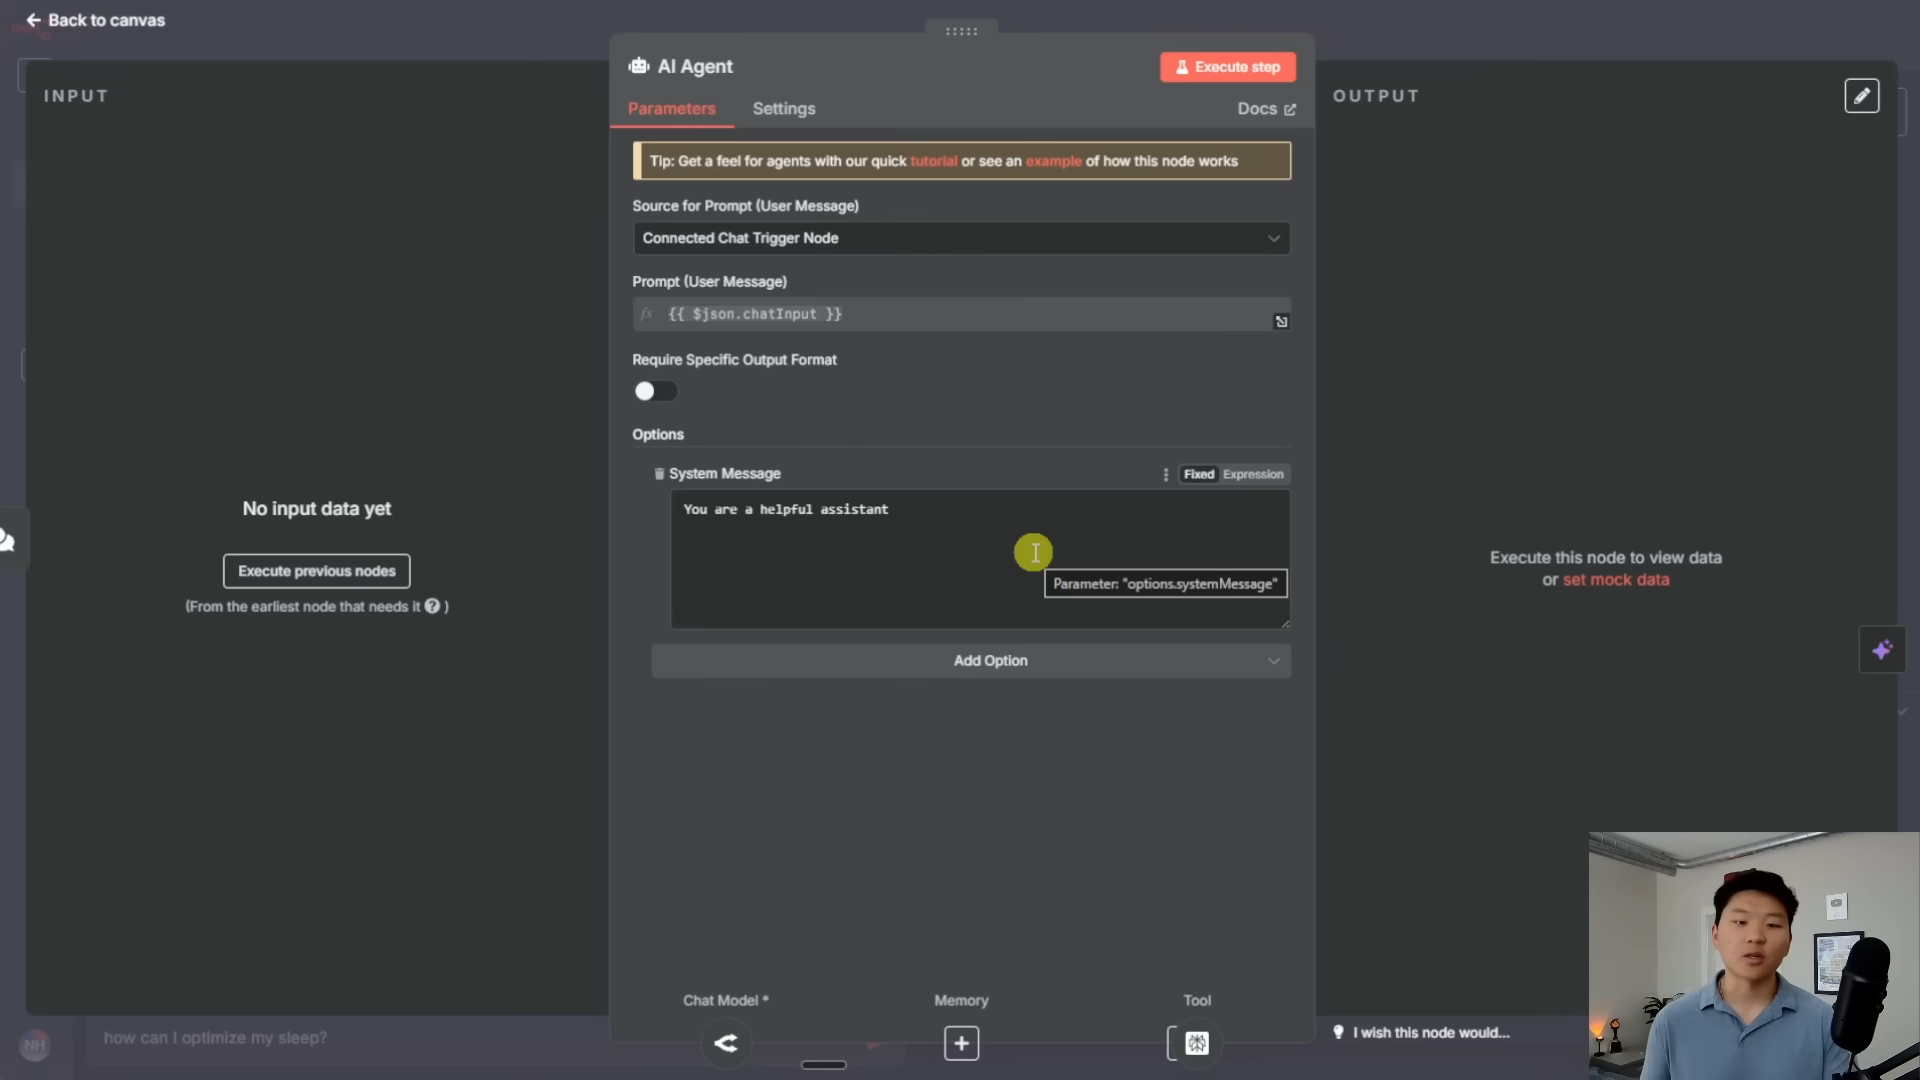 Back to canvas
INPUT
No input data yet
Execute previous nodes
(From the earliest node that needs it ? )
AI Agent
Execute step
Parameters
Settings
Docs
Tip: Get a feel for agents with our quick tutorial or see an example of how this node works
Source for Prompt (User Message)
Connected Chat Trigger Node
Prompt (User Message)
fx {{ $json.chatInput }}
Require Specific Output Format
Options
System Message
Fixed Expression
You are a helpful assistant
Parameter: "options.systemMessage"
Add Option
Chat Model *
Memory
Tool
OUTPUT
Execute this node to view data
or set mock data
I wish this node would...
NH
how can I optimize my sleep?